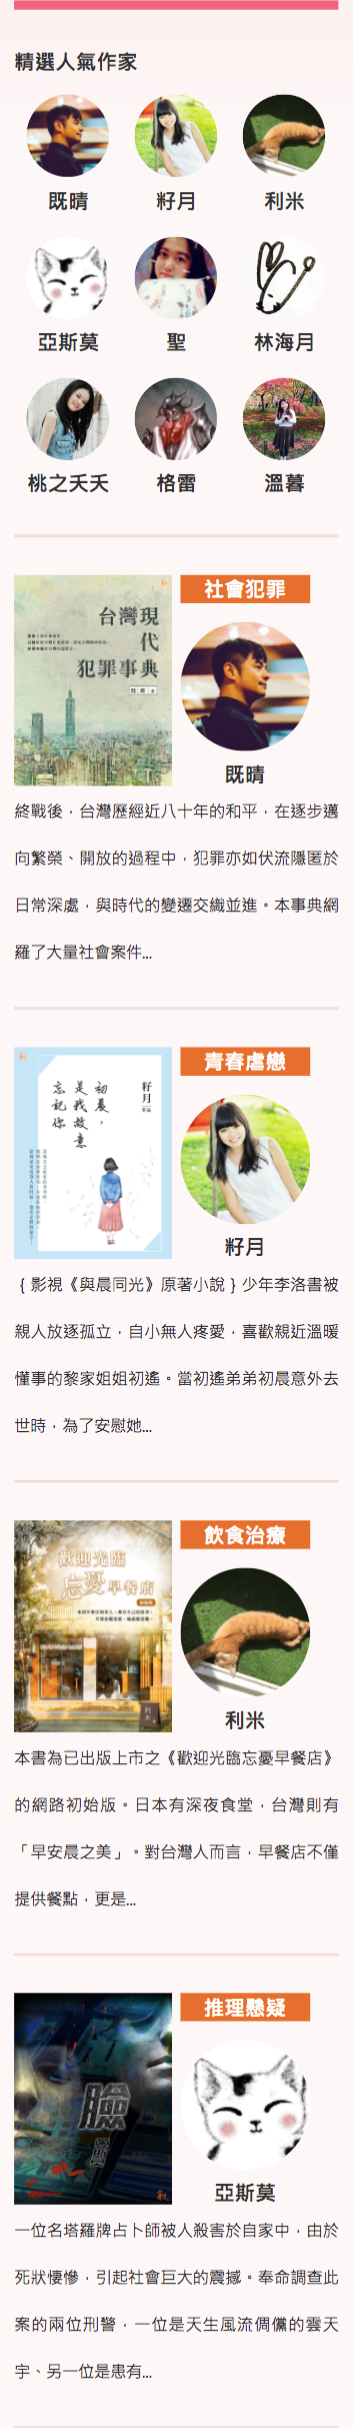 精選人氣作家
既晴
籽月
利米
亞斯莫
聖
林海月
桃之夭夭
格雷
溫暮
台灣現
代
犯罪事典
社會犯罪
既晴
終戰後，台灣歷經近八十年的和平，在逐步邁
向繁榮、開放的過程中，犯罪亦如伏流隱匿於
日常深處，與時代的變遷交織並進。本事典網
羅了大量社會案件...
籽月
初晨，
是我故意
忘記你
青春虐戀
籽月
｛影視《與晨同光》原著小說｝少年李洛書被
親人放逐孤立，自小無人疼愛，喜歡親近溫暖
懂事的黎家姐姐初遙。當初遙弟弟初晨意外去
世時，為了安慰她...
歡迎光臨
忘憂早餐店
利米
飲食治療
利米
本書為已出版上市之《歡迎光臨忘憂早餐店》
的網路初始版。日本有深夜食堂，台灣則有
「早安晨之美」。對台灣人而言，早餐店不僅
提供餐點，更是...
臉
推理懸疑
亞斯莫
一位名塔羅牌占卜師被人殺害於自家中，由於
死狀悽慘，引起社會巨大的震撼。奉命調查此
案的兩位刑警，一位是天生風流倜儻的雲天
宇、另一位是患有...